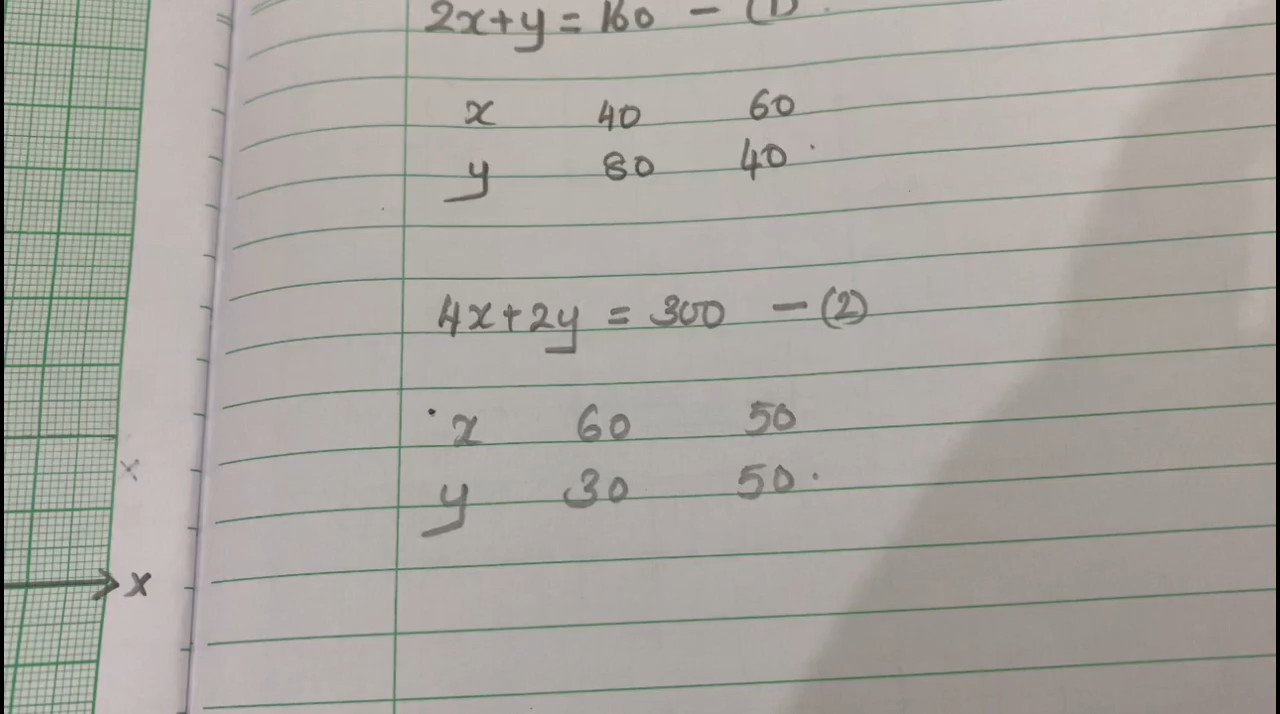 2x+y = 160 - (1)
x 40 60
y 80 40
4x+2y = 300 - (2)
x 60 50
y 30 50
x
X